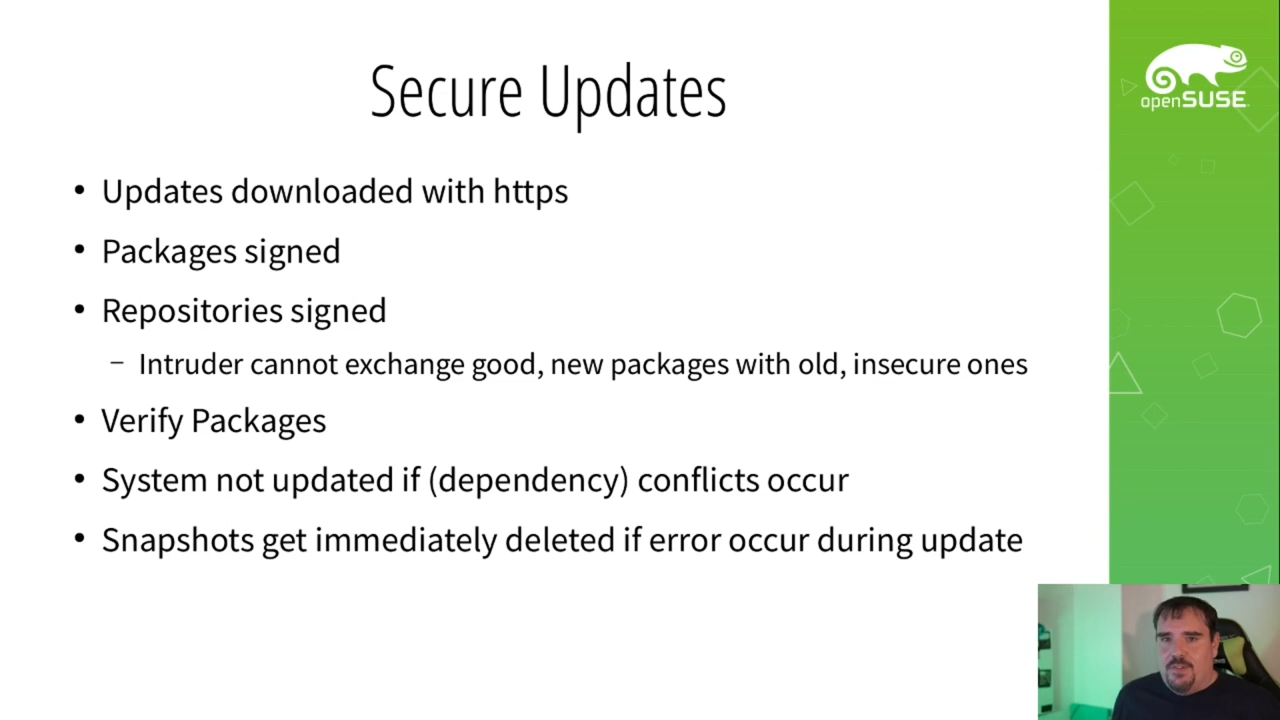 Secure Updates
openSUSE
• Updates downloaded with https
• Packages signed
• Repositories signed
– Intruder cannot exchange good, new packages with old, insecure ones
• Verify Packages
• System not updated if (dependency) conflicts occur
• Snapshots get immediately deleted if error occur during update